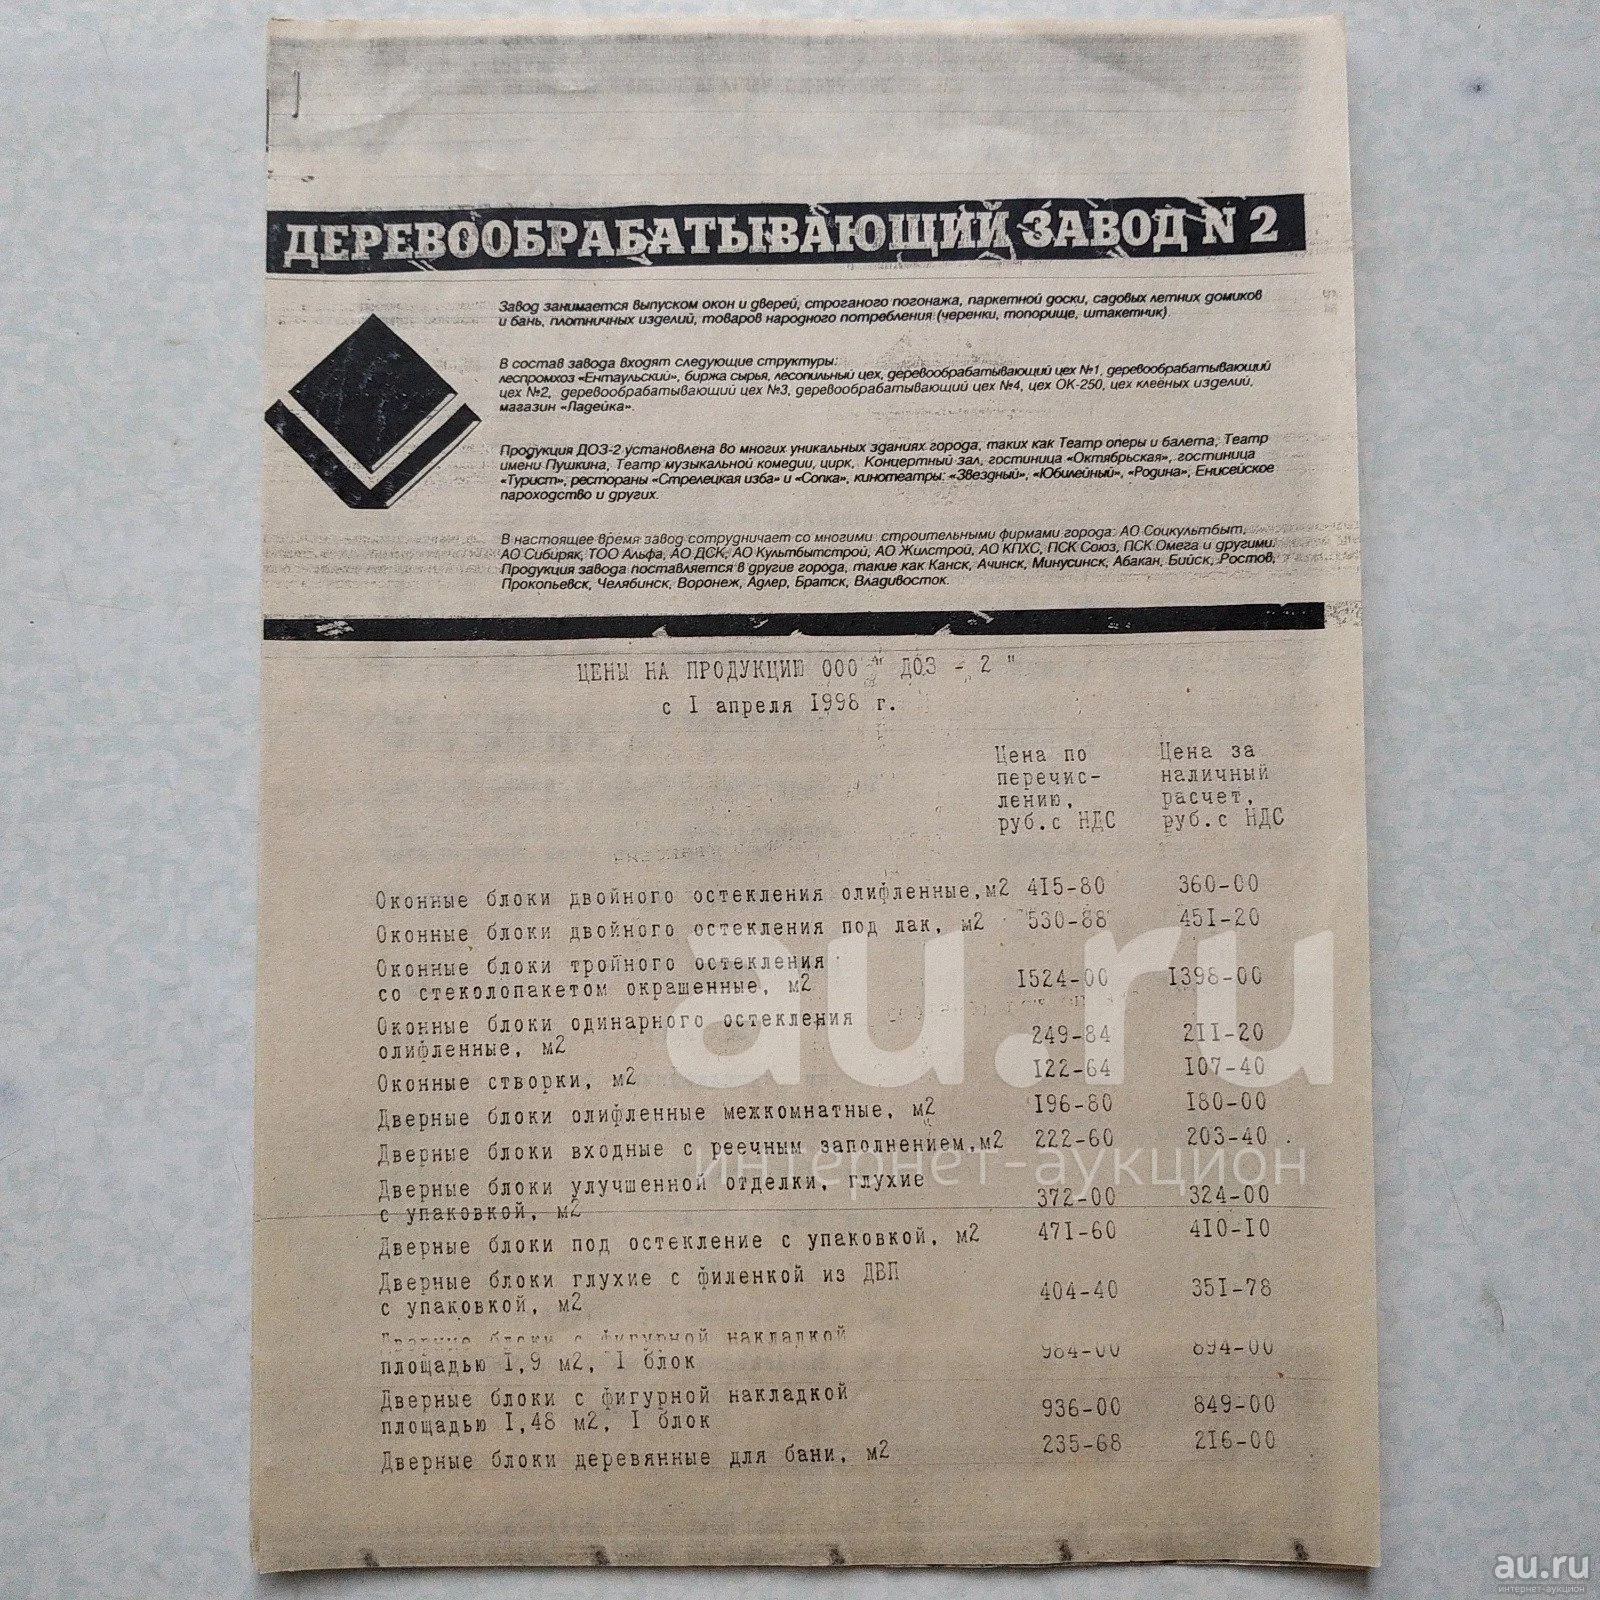 ДЕРЕВООБРАБАТЫВАЮЩИЙ ЗАВОД N 2
Завод занимается выпуском окон и дверей, строганого погонажа, паркетной доски, садовых летних домиков
и бань, плотничных изделий, товаров народного потребления (черенки, топорище, штакетник).
В состав завода входят следующие структуры:
леспромхоз «Ентаульский», биржа сырья, лесопильный цех, деревообрабатывающий цех №1, деревообрабатывающий
цех №2, деревообрабатывающий цех №3, деревообрабатывающий цех №4, цех ОК-250, цех клеёных изделий,
магазин «Ладейка».
Продукция ДОЗ-2 установлена во многих уникальных зданиях города, таких как Театр оперы и балета, Театр
имени Пушкина, Театр музыкальной комедии, цирк, Концертный зал, гостиница «Октябрьская», гостиница
«Турист», рестораны «Стрелецкая изба» и «Сопка», кинотеатры: «Звездный», «Юбилейный», «Родина», Енисейское
пароходство и других.
В настоящее время завод сотрудничает со многими строительными фирмами города: АО Соцкультбыт,
АО Сибиряк, ТОО Альфа, АО ДСК, АО Культбытстрой, АО Жилстрой, АО КПХС, ПСК Союз, ПСК Омега и другими.
Продукция завода поставляется в другие города, такие как Канск, Ачинск, Минусинск, Абакан, Бийск, Ростов,
Прокопьевск, Челябинск, Воронеж, Адлер, Братск, Владивосток.
ЦЕНЫ НА ПРОДУКЦИЮ ООО " ДОЗ - 2 "
с I апреля I998 г.
Цена по перечис-лению, руб.с НДС
Цена за наличный расчет, руб.с НДС
Оконные блоки двойного остекления олифленные,м2 4I5-80 360-00
Оконные блоки двойного остекления под лак, м2 530-88 45I-20
Оконные блоки тройного остекления
со стеклопакетом окрашенные, м2 I524-00 I398-00
Оконные блоки одинарного остекления
олифленные, м2 249-84 2II-20
Оконные створки, м2 I22-64 I07-40
Дверные блоки олифленные межкомнатные, м2 I96-80 I80-00
Дверные блоки входные с реечным заполнением,м2 222-60 203-40
Дверные блоки улучшенной отделки, глухие
с упаковкой, м2 372-00 324-00
Дверные блоки под остекление с упаковкой, м2 47I-60 4I0-I0
Дверные блоки глухие с филенкой из ДВП
с упаковкой, м2 404-40 35I-78
Дверные блоки с фигурной накладкой
площадью I,9 м2, I блок 984-00 894-00
Дверные блоки с фигурной накладкой
площадью I,48 м2, I блок 936-00 849-00
Дверные блоки деревянные для бани, м2 235-68 2I6-00
au.ru
интернет-аукцион
au.ru
интернет-аукцион